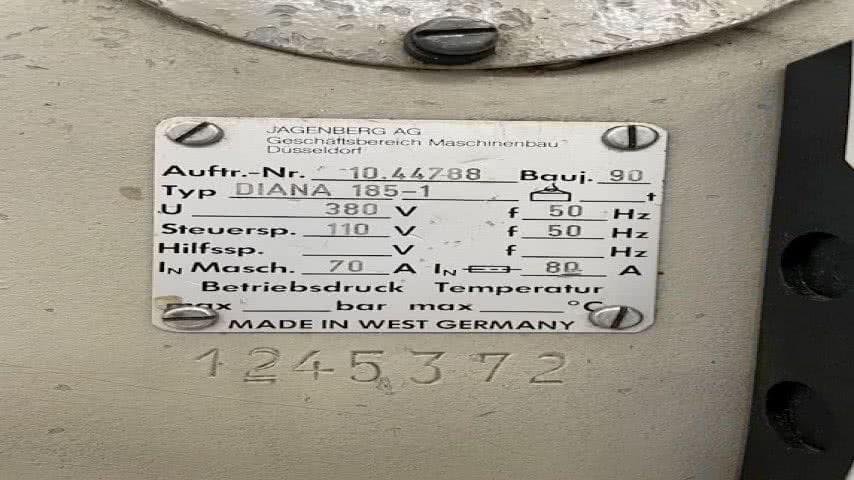 JAGENBERG AG
Geschäftsbereich Maschinenbau
Düsseldorf
Auftr.-Nr. 10.44788 Bauj. 90
Typ DIANA 185-1 t
U 380 V f 50 Hz
Steuersp. 110 V f 50 Hz
Hilfssp. V f Hz
IN Masch. 70 A IN 80 A
Betriebsdruck Temperatur
max bar max °C
MADE IN WEST GERMANY
1245372